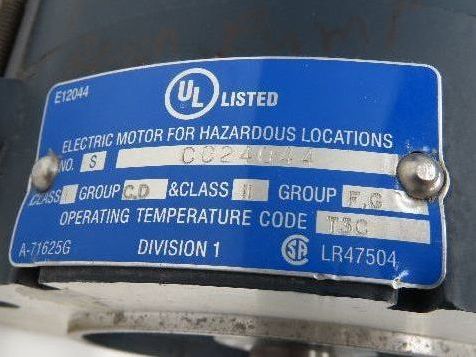 E12044
UL LISTED
ELECTRIC MOTOR FOR HAZARDOUS LOCATIONS
NO. S CC24044
CLASS I GROUP C,D & CLASS II GROUP F,G
OPERATING TEMPERATURE CODE T3C
A-71625G DIVISION 1 SA LR47504